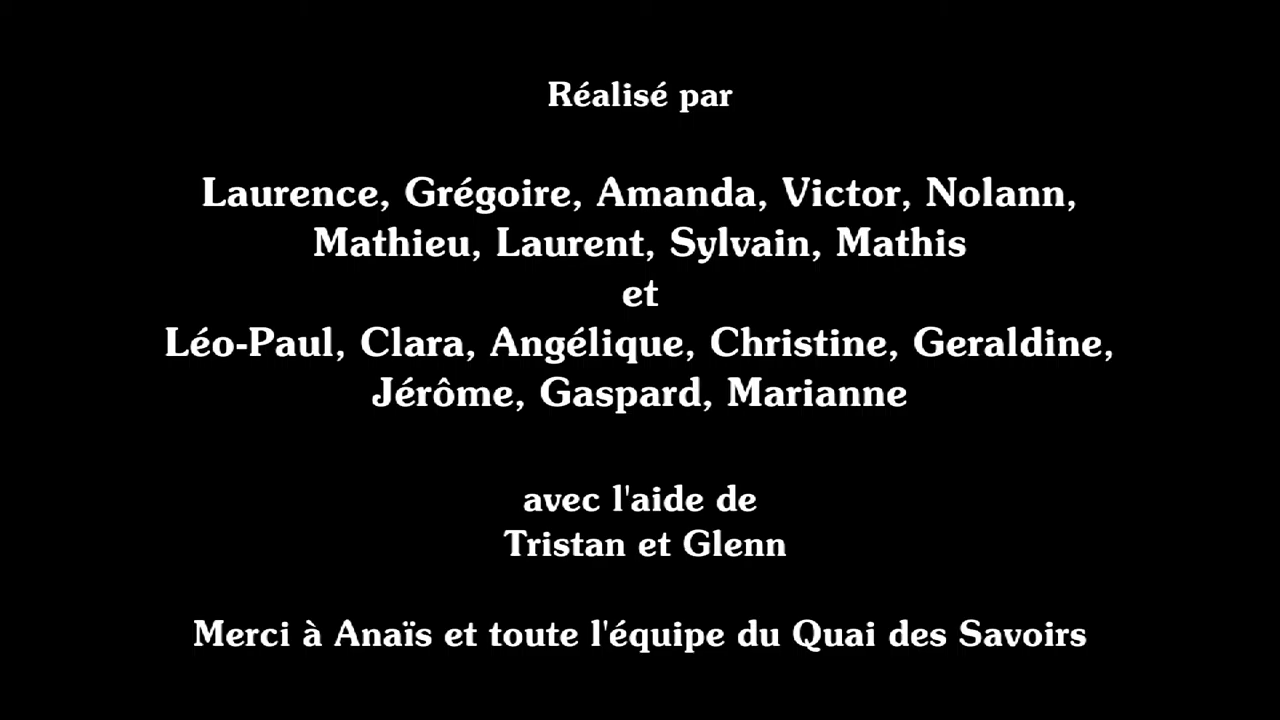 Réalisé par
Laurence, Grégoire, Amanda, Victor, Nolann,
Mathieu, Laurent, Sylvain, Mathis
et
Léo-Paul, Clara, Angélique, Christine, Geraldine,
Jérôme, Gaspard, Marianne
avec l'aide de
Tristan et Glenn
Merci à Anaïs et toute l'équipe du Quai des Savoirs